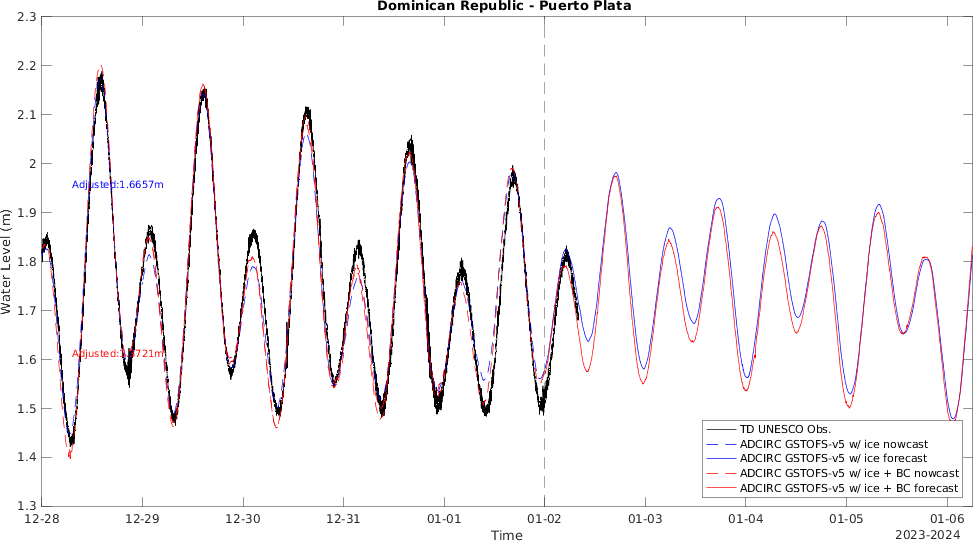 Dominican Republic - Puerto Plata
2.3
2.2
2.1
2
1.9
1.8
1.7
1.6
1.5
1.4
1.3
Water Level (m)
Adjusted:1.6657m
TD UNESCO Obs.
ADCIRC GSTOFS-v5 w/ ice nowcast
ADCIRC GSTOFS-v5 w/ ice forecast
ADCIRC GSTOFS-v5 w/ ice + BC nowcast
ADCIRC GSTOFS-v5 w/ ice + BC forecast
12-28
12-29
12-30
12-31
01-01
01-02
01-03
01-04
01-05
01-06
Time
2023-2024